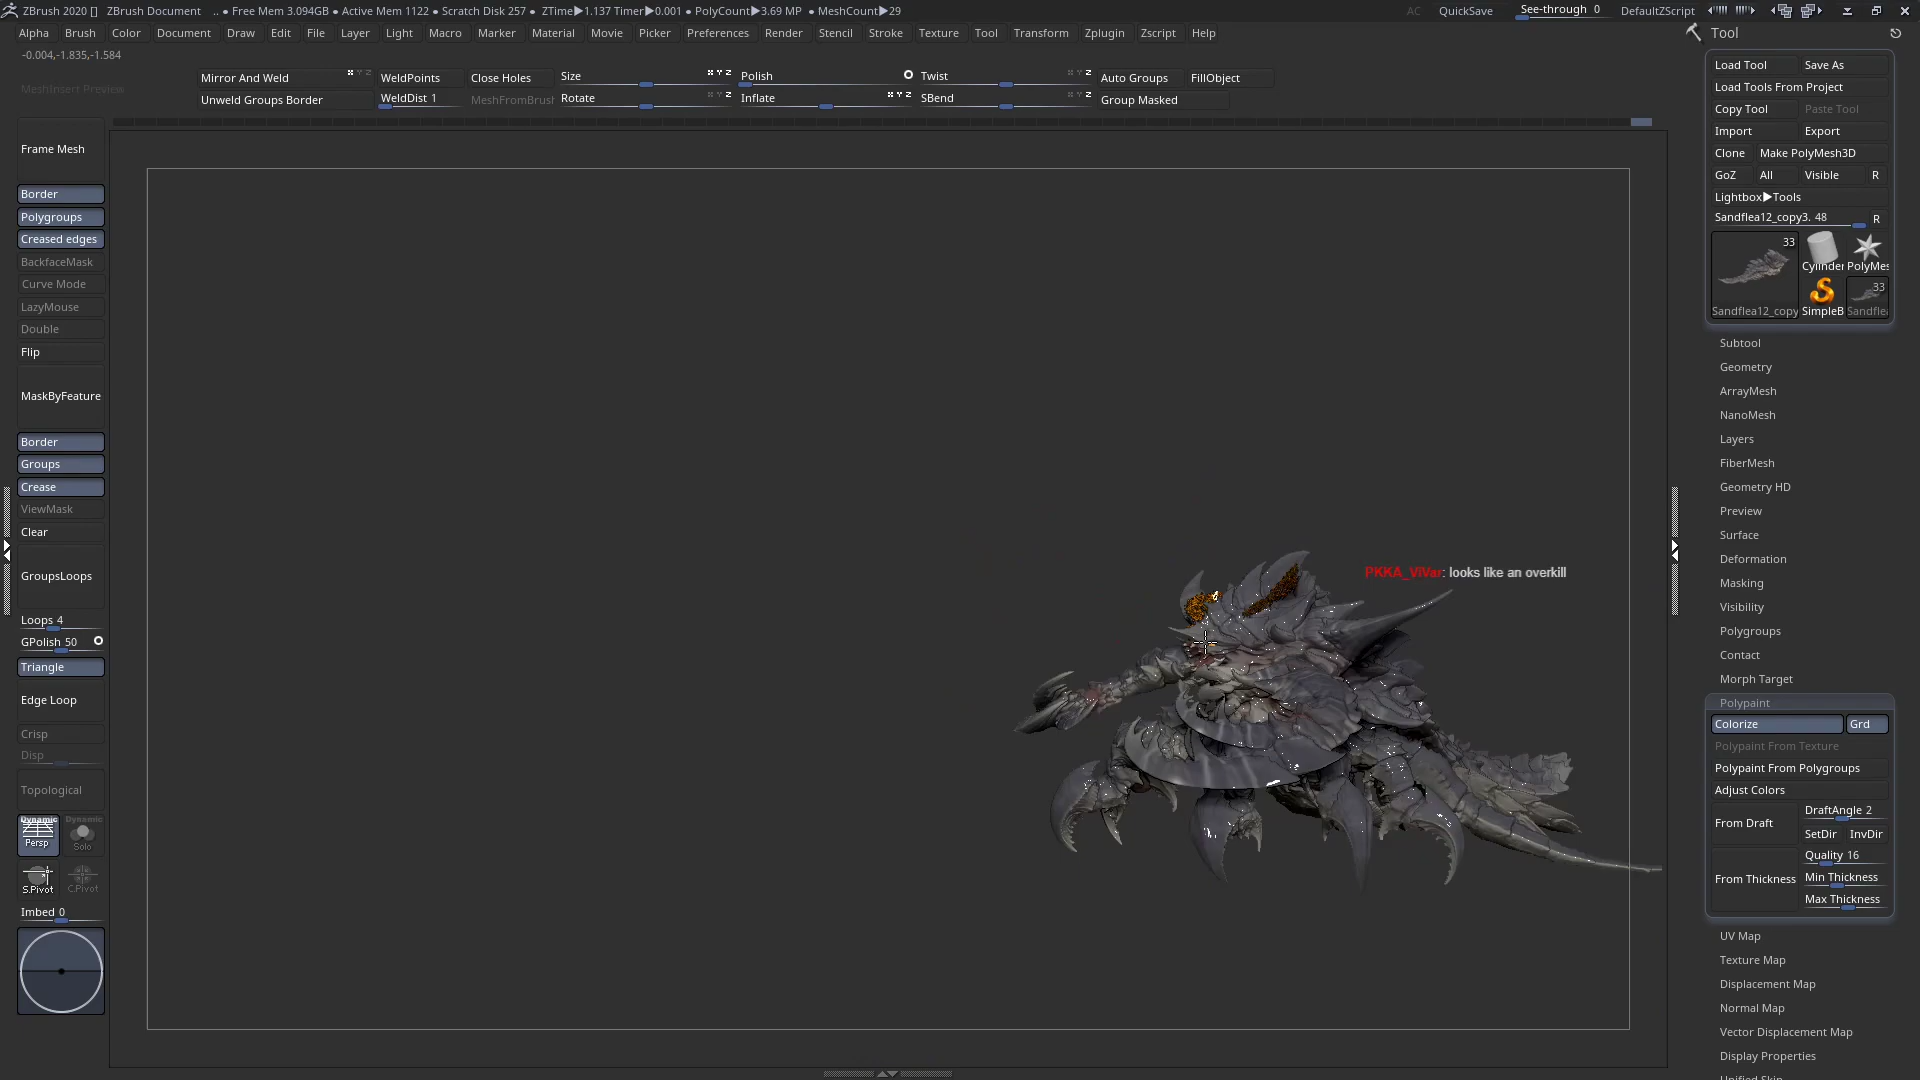 ZBrush 2020 [] ZBrush Document .. ● Free Mem 3.094GB ● Active Mem 1122 ● Scratch Disk 257 ● ZTime▶1.137 Timer▶0.001 ● PolyCount▶3.69 MP ● MeshCount▶29 AC QuickSave See-through 0 DefaultZScript
Alpha Brush Color Document Draw Edit File Layer Light Macro Marker Material Movie Picker Preferences Render Stencil Stroke Texture Tool Transform Zplugin Zscript Help
-0.004,-1.835,-1.584
MeshInsert Preview
Mirror And Weld WeldPoints Close Holes Size Polish Twist Auto Groups FillObject
Unweld Groups Border WeldDist 1 MeshFromBrush Rotate Inflate SBend Group Masked
Frame Mesh
Border
Polygroups
Creased edges
BackfaceMask
Curve Mode
LazyMouse
Double
Flip
MaskByFeature
Border
Groups
Crease
ViewMask
Clear
GroupsLoops
Loops 4
GPolish 50
Triangle
Edge Loop
Crisp
Disp
Topological
Dynamic Dynamic
Persp Solo
S.Pivot C.Pivot
Imbed 0
PKKA_ViVar: looks like an overkill
Tool
Load Tool Save As
Load Tools From Project
Copy Tool Paste Tool
Import Export
Clone Make PolyMesh3D
GoZ All Visible R
Lightbox▶Tools
Sandflea12_copy3. 48 R
33
Cylinder PolyMes
33
Sandflea12_copy SimpleB Sandflea
Subtool
Geometry
ArrayMesh
NanoMesh
Layers
FiberMesh
Geometry HD
Preview
Surface
Deformation
Masking
Visibility
Polygroups
Contact
Morph Target
Polypaint
Colorize Grd
Polypaint From Texture
Polypaint From Polygroups
Adjust Colors
From Draft DraftAngle 2
SetDir InvDir
Quality 16
From Thickness Min Thickness
Max Thickness
UV Map
Texture Map
Displacement Map
Normal Map
Vector Displacement Map
Display Properties
Unified Skin